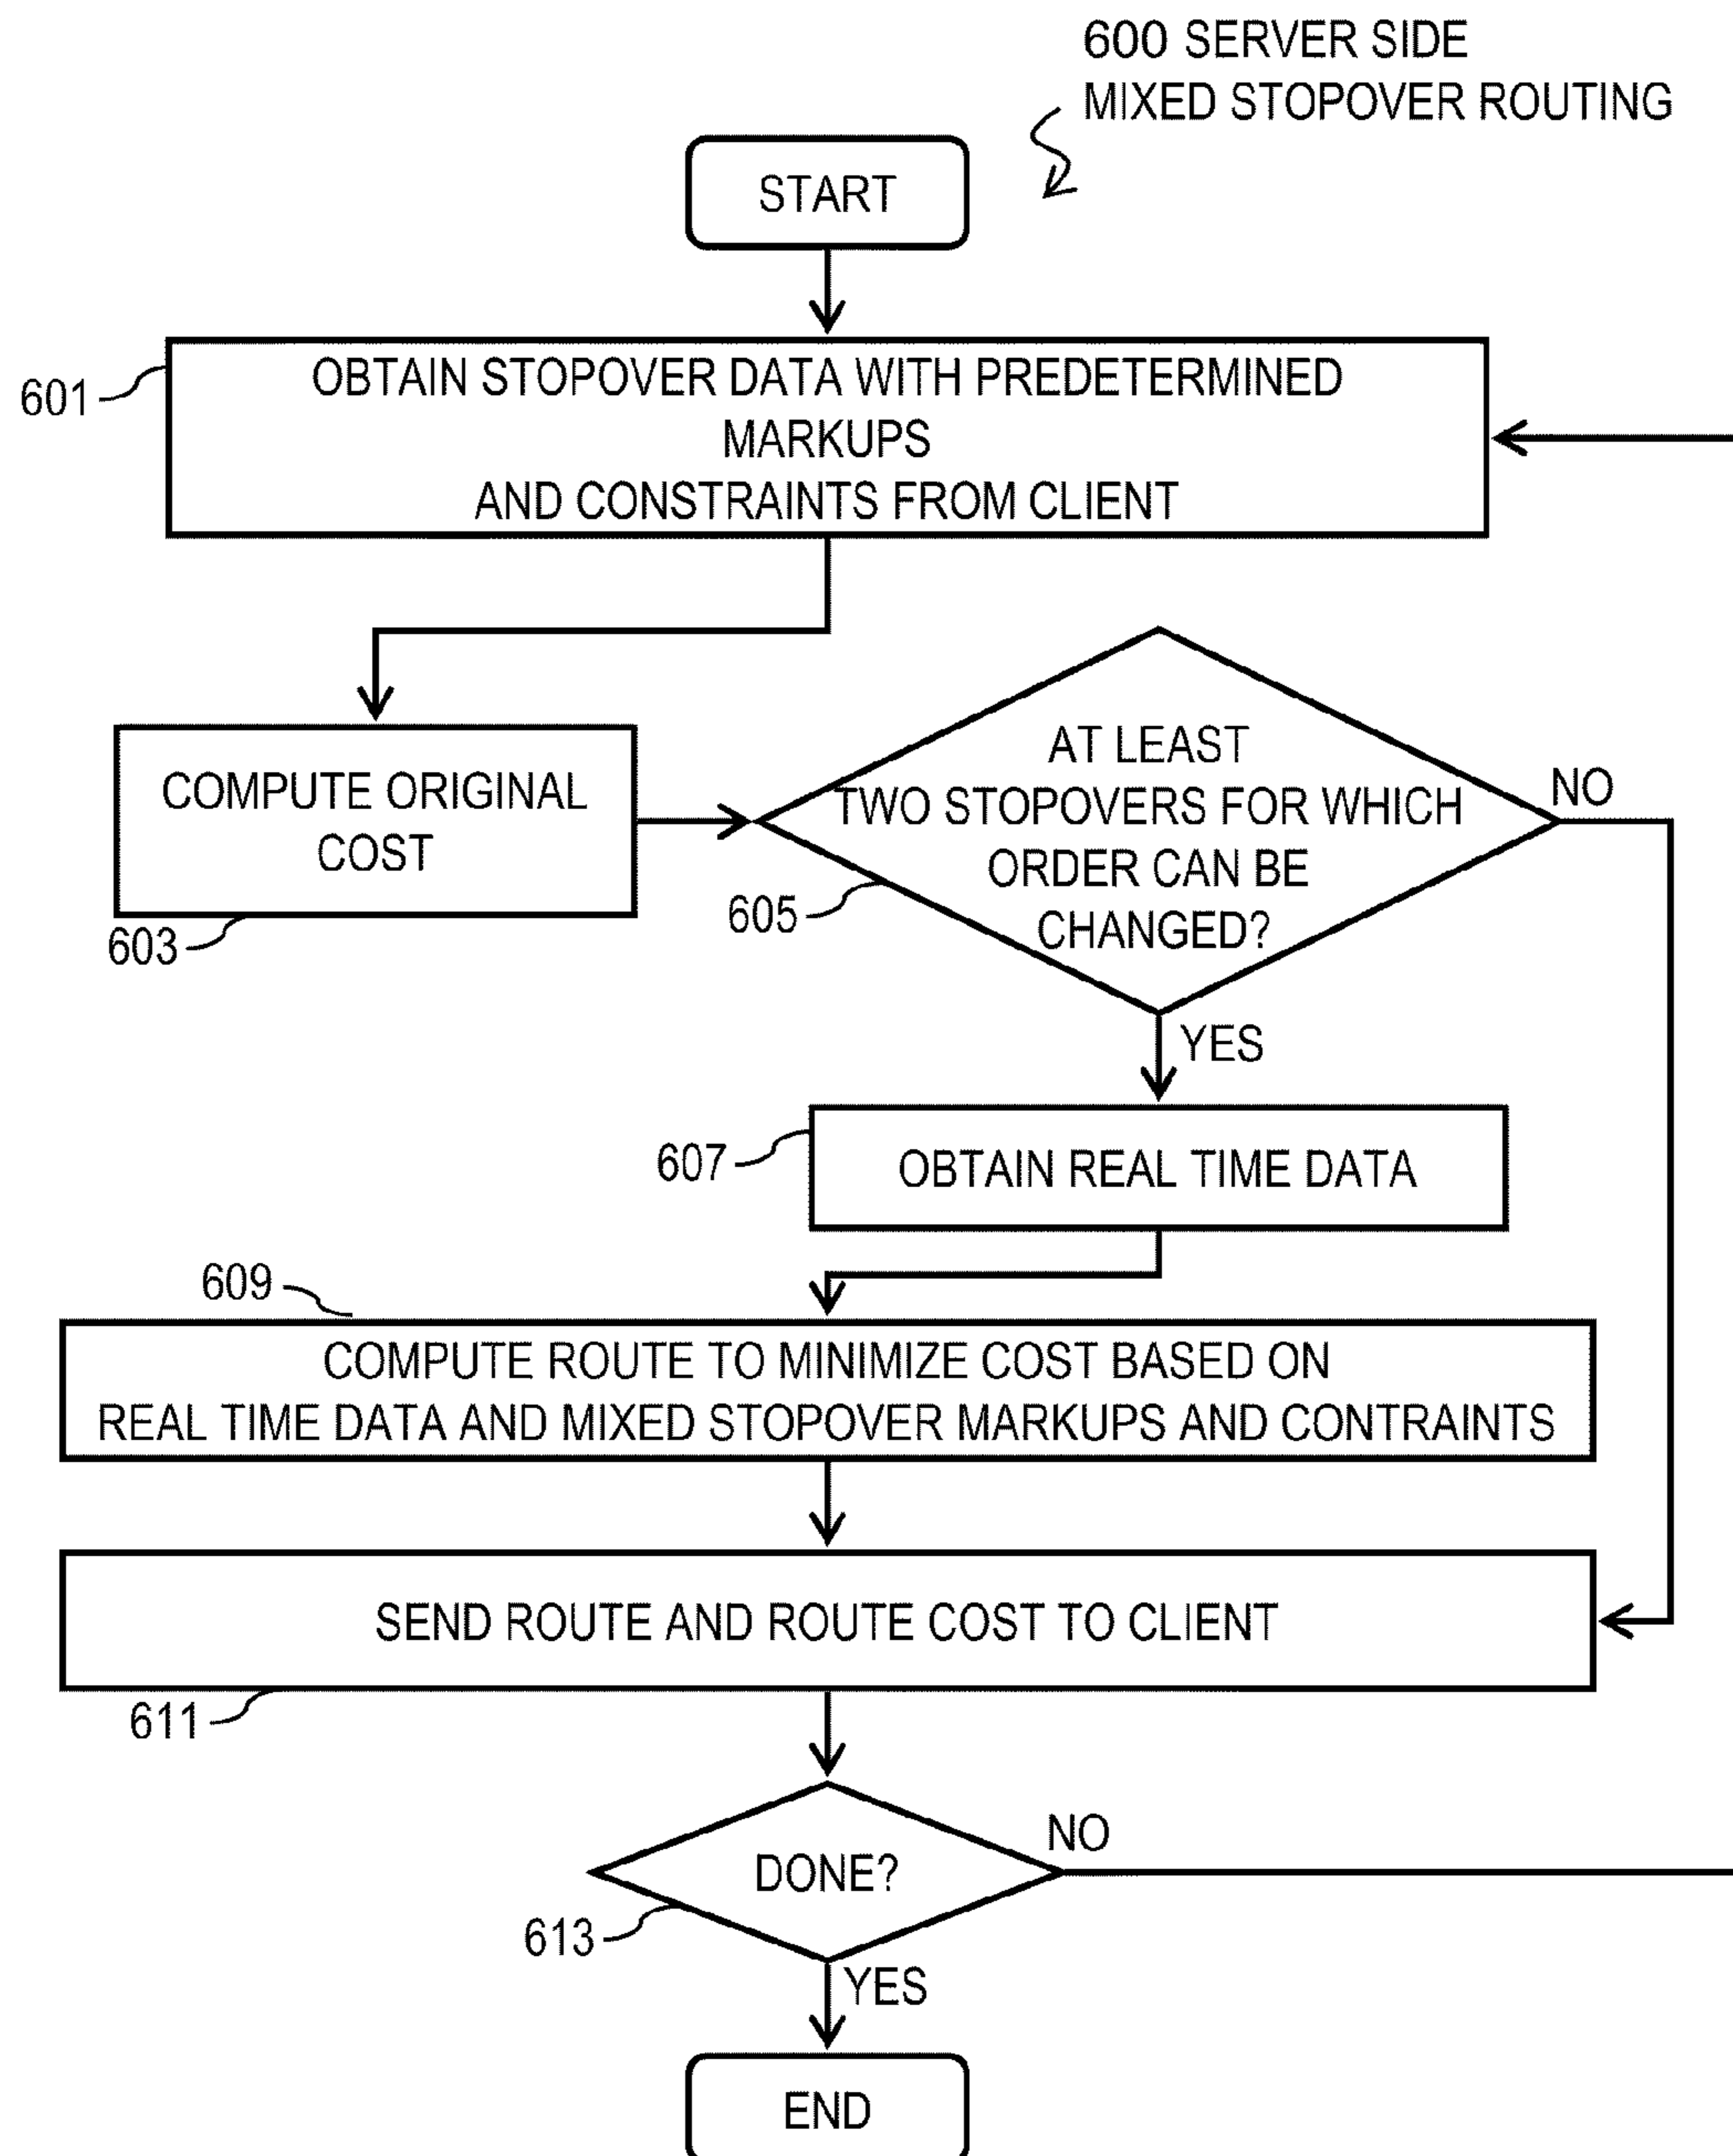 600 SERVER SIDE
MIXED STOPOVER ROUTING
START
601
OBTAIN STOPOVER DATA WITH PREDETERMINED
MARKUPS
AND CONSTRAINTS FROM CLIENT
COMPUTE ORIGINAL
COST
603
AT LEAST
TWO STOPOVERS FOR WHICH
ORDER CAN BE
CHANGED?
605
NO
YES
607
OBTAIN REAL TIME DATA
609
COMPUTE ROUTE TO MINIMIZE COST BASED ON
REAL TIME DATA AND MIXED STOPOVER MARKUPS AND CONTRAINTS
SEND ROUTE AND ROUTE COST TO CLIENT
611
DONE?
NO
613
YES
END